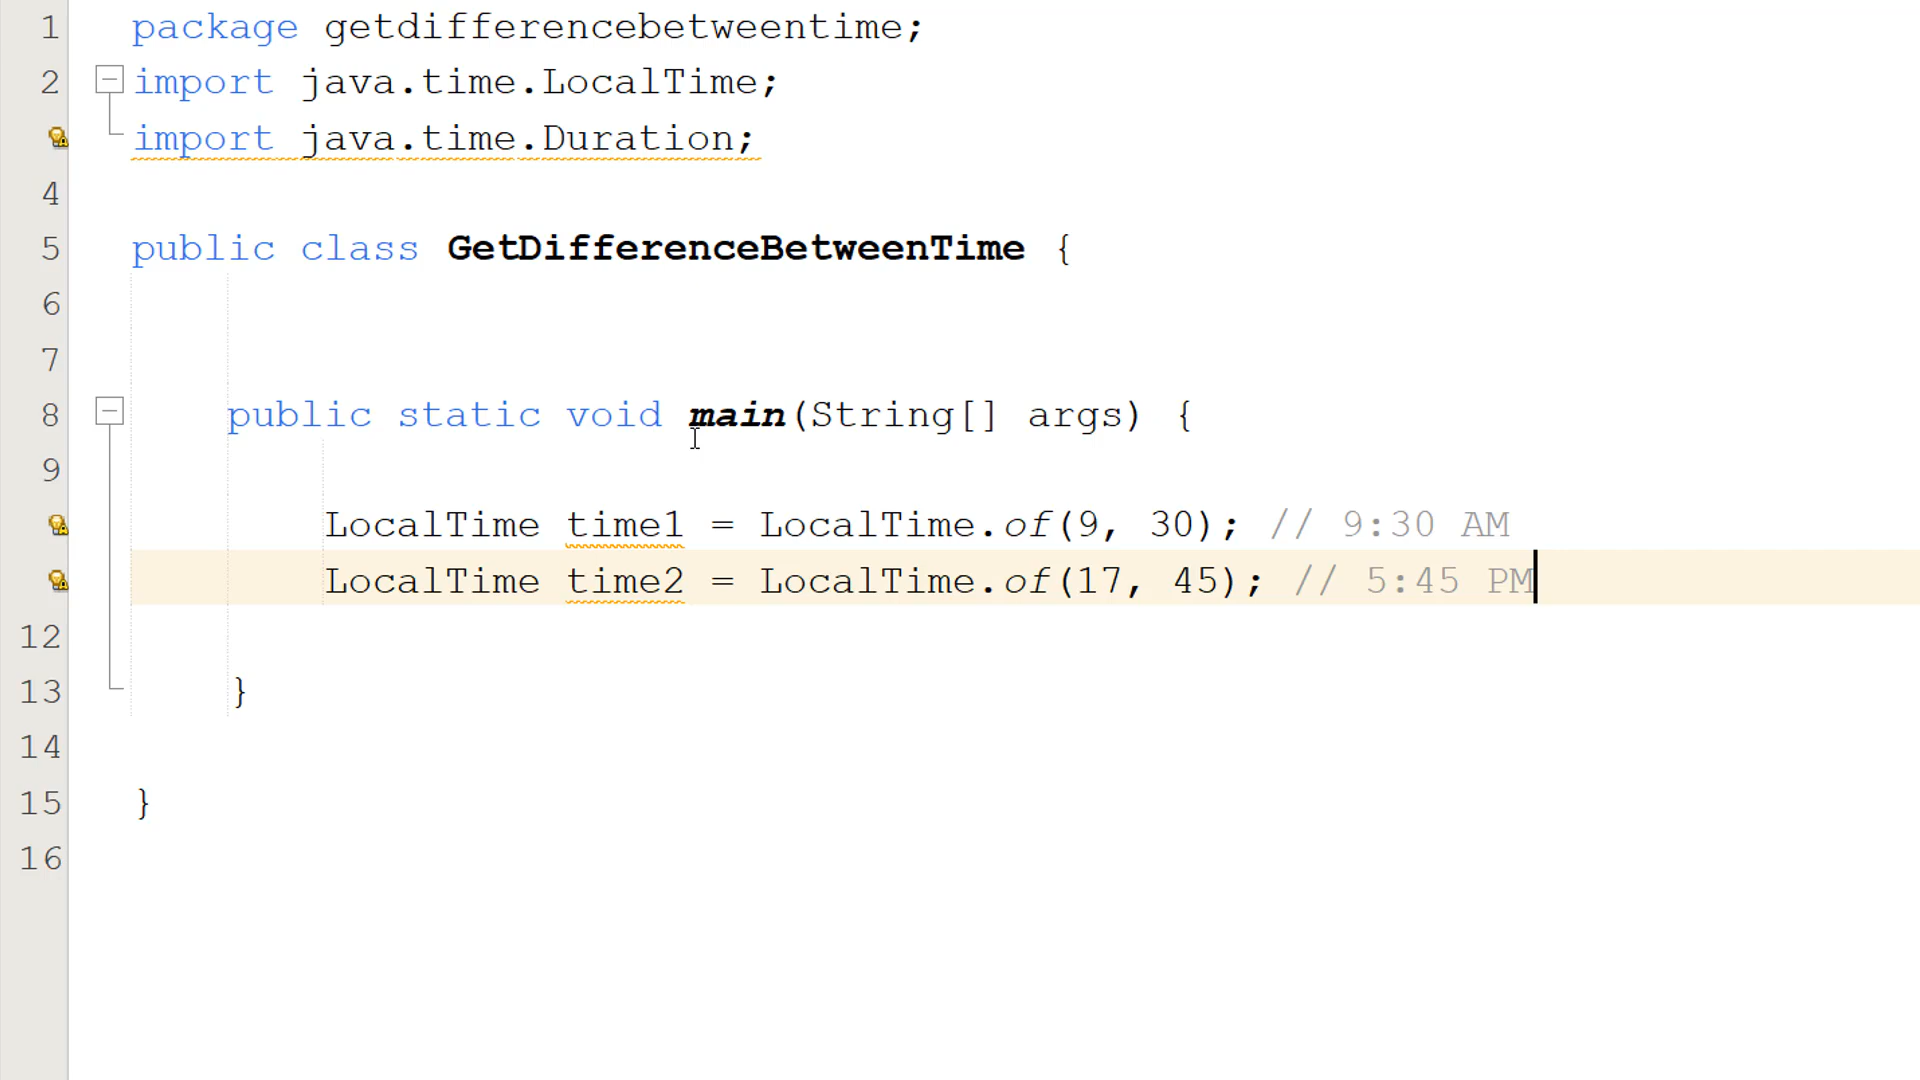 1 package getdifferencebetweentime;
2 import java.time.LocalTime;
import java.time.Duration;
4
5 public class GetDifferenceBetweenTime {
6
7
8 public static void main(String[] args) {
9
LocalTime time1 = LocalTime.of(9, 30); // 9:30 AM
LocalTime time2 = LocalTime.of(17, 45); // 5:45 PM
12
13 }
14
15 }
16